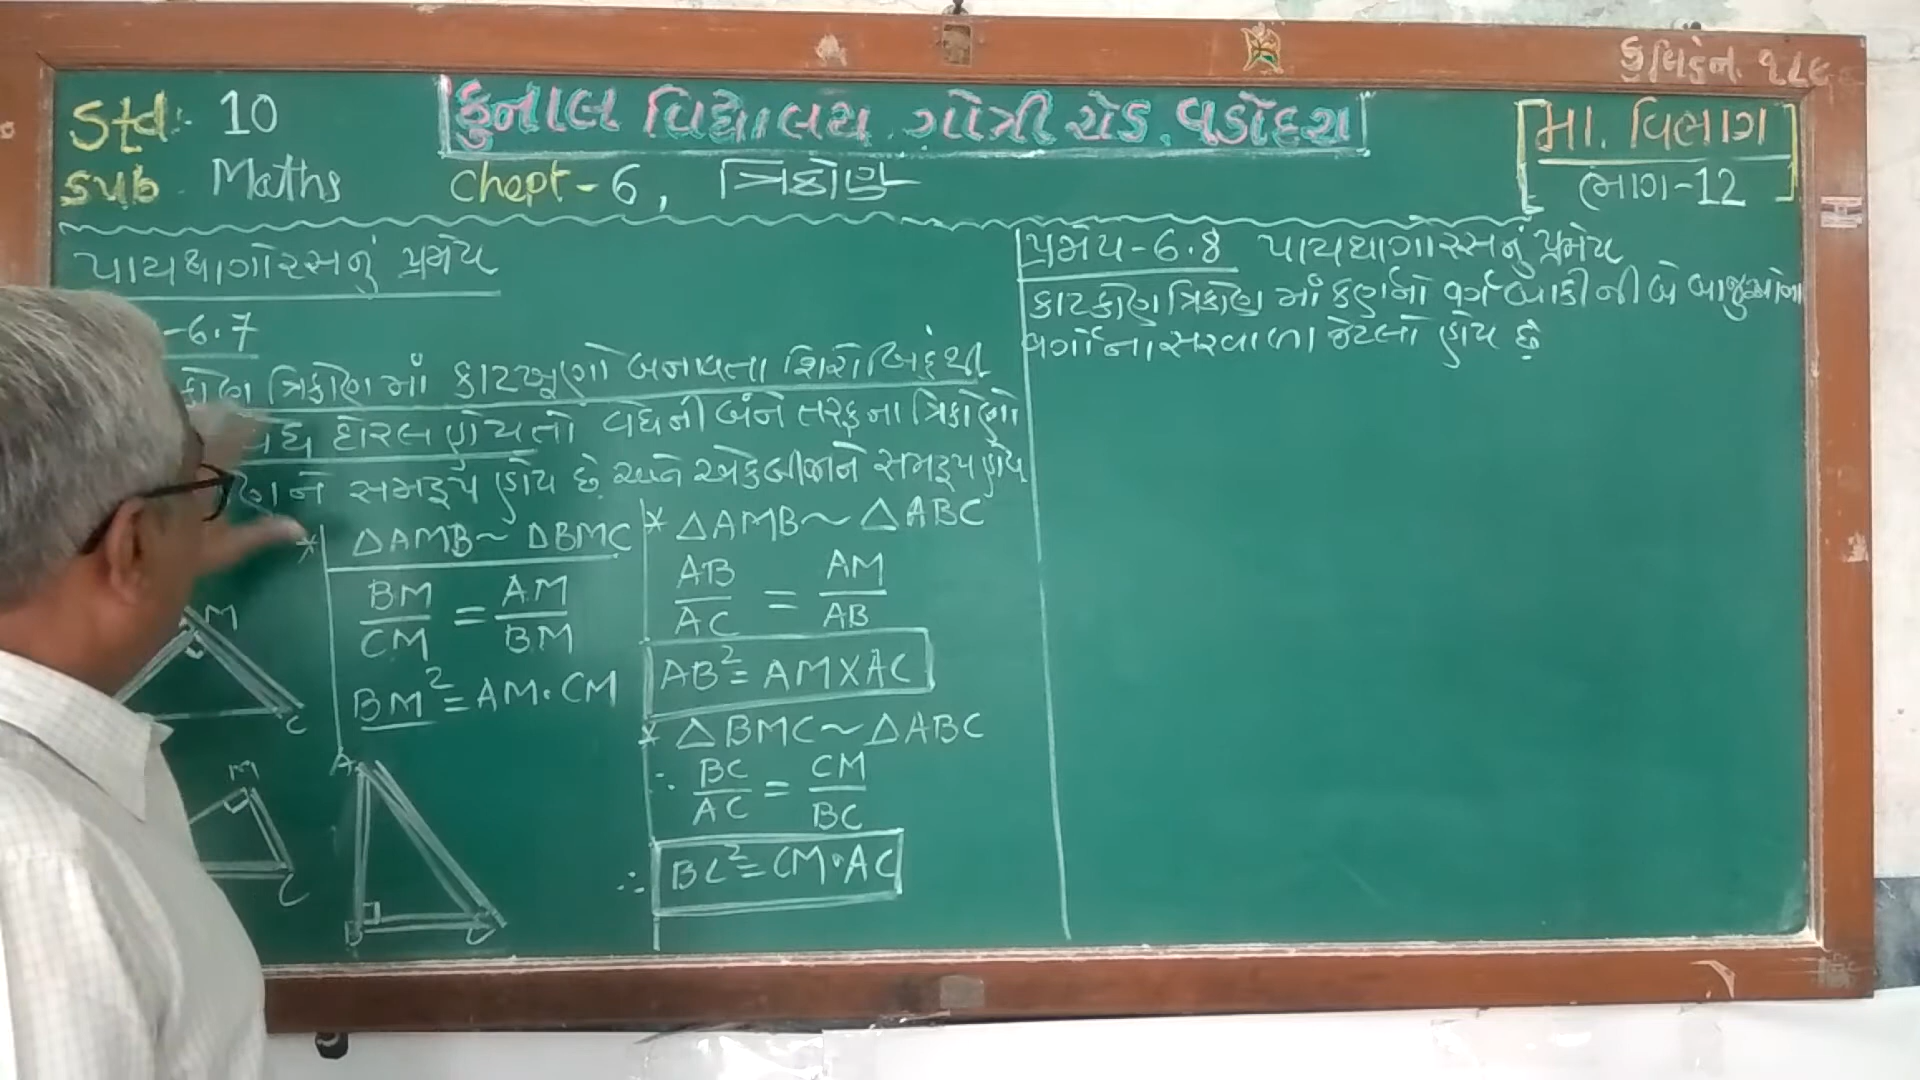 Std. 10
કુનાલ વિદ્યાલય ગોત્રી રોડ. વડોદરા
મા. વિભાગ
Sub Maths
Chept-6, ત્રિકોણ
ભાગ-12
પાયથાગોરસનું પ્રમેય
-6.7
ત્રિકોણમાં કાટખૂણો બનાવતા શિરોબિંદુથી
વેધ દોરેલ હોય તો વેધની બંને તરફના ત્રિકોણો
સમરૂપ હોય છે. અને એકબીજાને સમરૂપ હોય
* △AMB ~ △BMC
BM/CM = AM/BM
BM² = AM·CM
M
C
M
C
A
B
C
* △AMB ~ △ABC
AB/AC = AM/AB
AB² = AM X AC
* △BMC ~ △ABC
∴ BC/AC = CM/BC
∴ BC² = CM·AC
પ્રમેય-6.8 પાયથાગોરસનું પ્રમેય
કાટકોણ ત્રિકોણ માં કર્ણનો વર્ગ બાકીની બે બાજુઓના
વર્ગોના સરવાળા જેટલો હોય છે